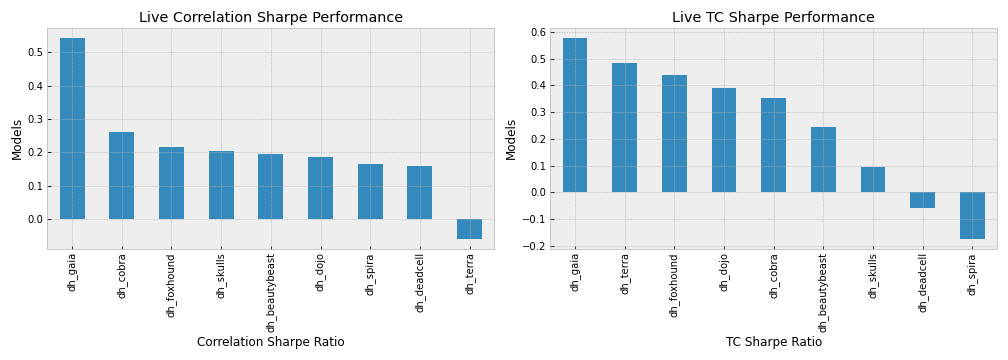 Live Correlation Sharpe Performance
Models
0.5
0.4
0.3
0.2
0.1
0.0
dh_gaia
dh_cobra
dh_foxhound
dh_skulls
dh_beautybeast
dh_dojo
dh_spira
dh_deadcell
dh_terra
Correlation Sharpe Ratio
Live TC Sharpe Performance
Models
0.6
0.5
0.4
0.3
0.2
0.1
0.0
−0.1
−0.2
dh_gaia
dh_terra
dh_foxhound
dh_dojo
dh_cobra
dh_beautybeast
dh_skulls
dh_deadcell
dh_spira
TC Sharpe Ratio